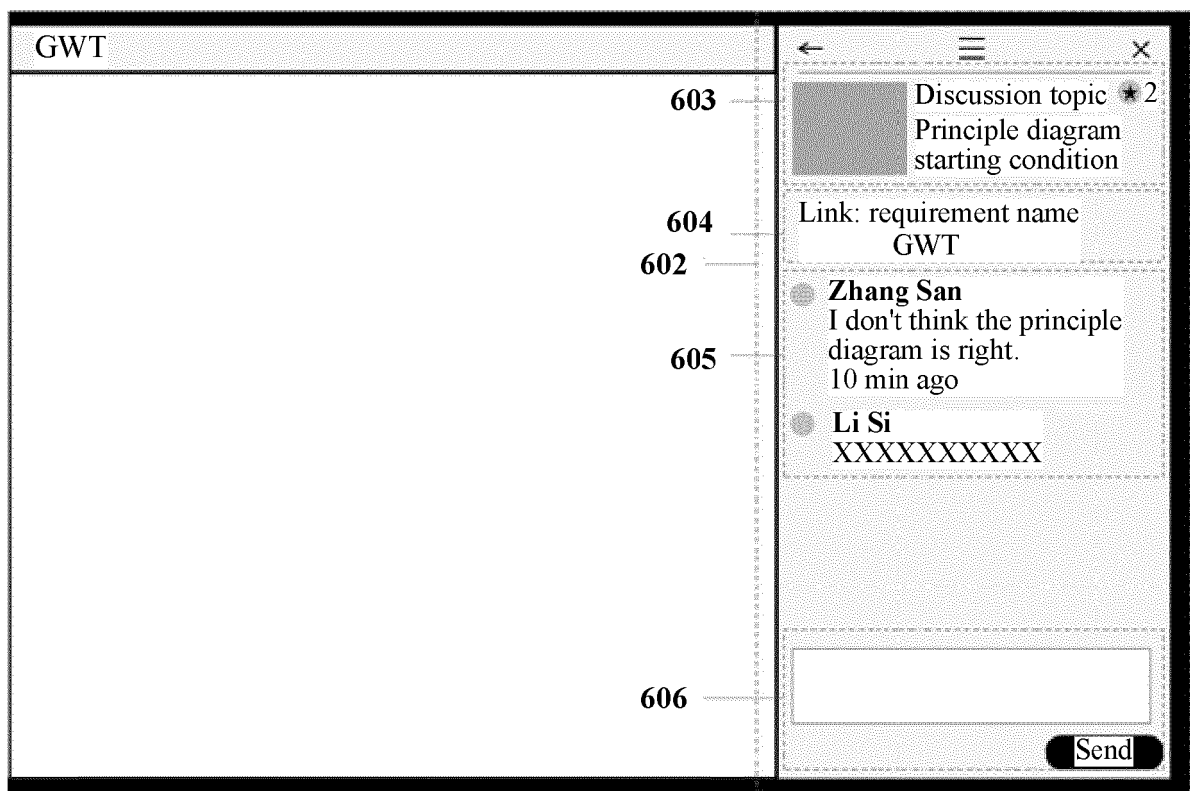 GWT
603
Discussion topic ★2
Principle diagram
starting condition
604
Link: requirement name
GWT
602
Zhang San
I don't think the principle
diagram is right.
10 min ago
605
Li Si
XXXXXXXXXX
606
Send